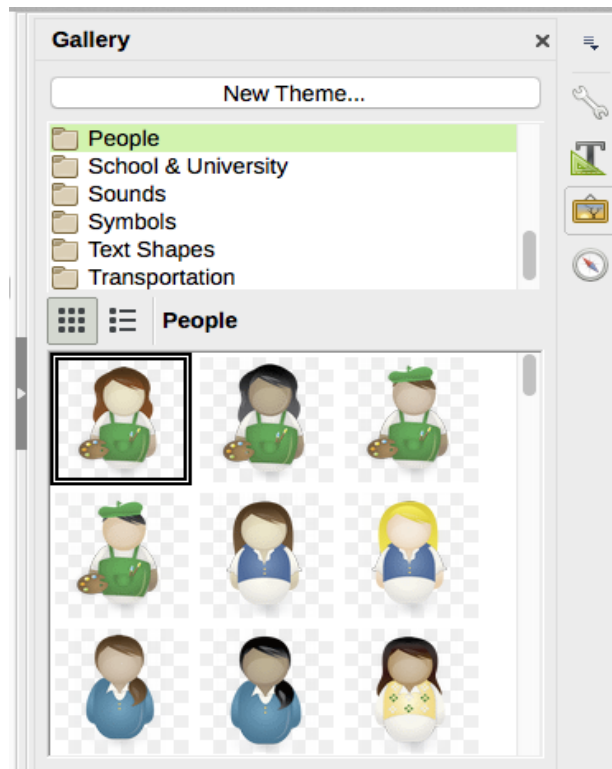 Gallery
New Theme...
People
School & University
Sounds
Symbols
Text Shapes
Transportation
People